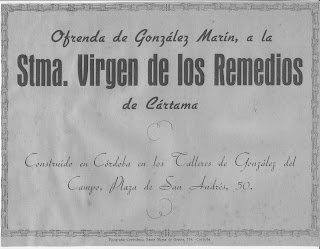 Ofrenda de González Marín, a la
Stma. Virgen de los Remedios
de Cártama
Construido en Córdoba en los Talleres de González del
Campo, Plaza de San Andrés, 50.